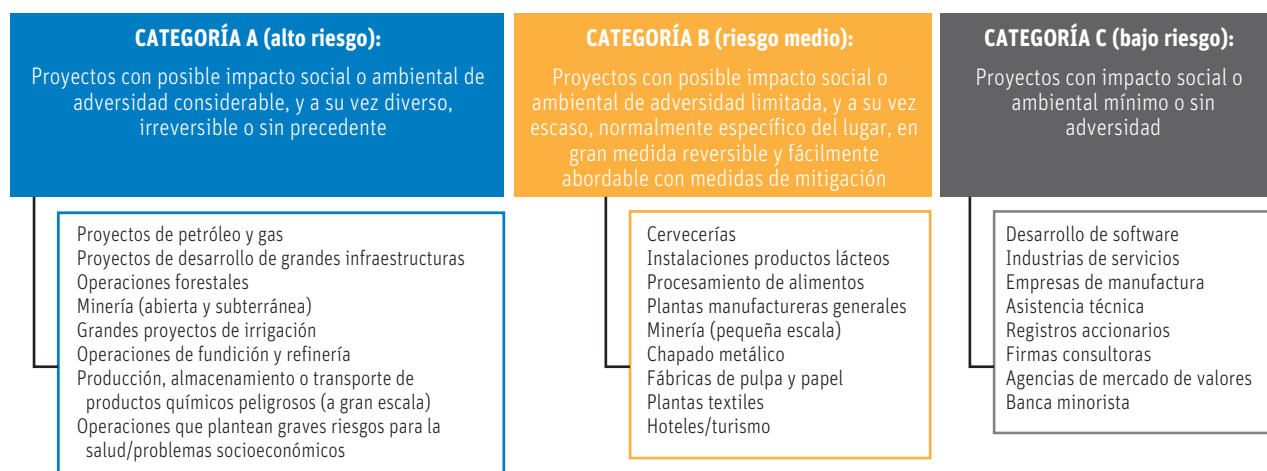 CATEGORÍA A (alto riesgo):
Proyectos con posible impacto social o ambiental de
adversidad considerable, y a su vez diverso,
irreversible o sin precedente
Proyectos de petróleo y gas
Proyectos de desarrollo de grandes infraestructuras
Operaciones forestales
Minería (abierta y subterránea)
Grandes proyectos de irrigación
Operaciones de fundición y refinería
Producción, almacenamiento o transporte de
productos químicos peligrosos (a gran escala)
Operaciones que plantean graves riesgos para la
salud/problemas socioeconómicos
CATEGORÍA B (riesgo medio):
Proyectos con posible impacto social o
ambiental de adversidad limitada, y a su vez
escaso, normalmente específico del lugar, en
gran medida reversible y fácilmente
abordable con medidas de mitigación
Cervecerías
Instalaciones productos lácteos
Procesamiento de alimentos
Plantas manufactureras generales
Minería (pequeña escala)
Chapado metálico
Fábricas de pulpa y papel
Plantas textiles
Hoteles/turismo
CATEGORÍA C (bajo riesgo):
Proyectos con impacto social o
ambiental mínimo o sin
adversidad
Desarrollo de software
Industrias de servicios
Empresas de manufactura
Asistencia técnica
Registros accionarios
Firmas consultoras
Agencias de mercado de valores
Banca minorista